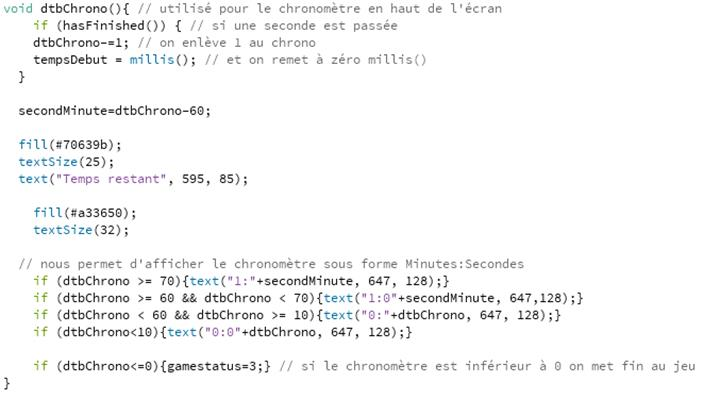 void dtbChrono(){ // utilisé pour le chronomètre en haut de l'écran
if (hasFinished()) { // si une seconde est passée
dtbChrono-=1; // on enlève 1 au chrono
tempsDebut = millis(); // et on remet à zéro millis()
}
secondMinute=dtbChrono-60;
fill(#70639b);
textSize(25);
text("Temps restant", 595, 85);
fill(#a33650);
textSize(32);
// nous permet d'afficher le chronomètre sous forme Minutes:Secondes
if (dtbChrono >= 70){text("1:"+secondMinute, 647, 128);}
if (dtbChrono >= 60 && dtbChrono < 70){text("1:0"+secondMinute, 647,128);}
if (dtbChrono < 60 && dtbChrono >= 10){text("0:"+dtbChrono, 647, 128);}
if (dtbChrono<10){text("0:0"+dtbChrono, 647, 128);}
if (dtbChrono<=0){gamestatus=3;} // si le chronomètre est inférieur à 0 on met fin au jeu
}